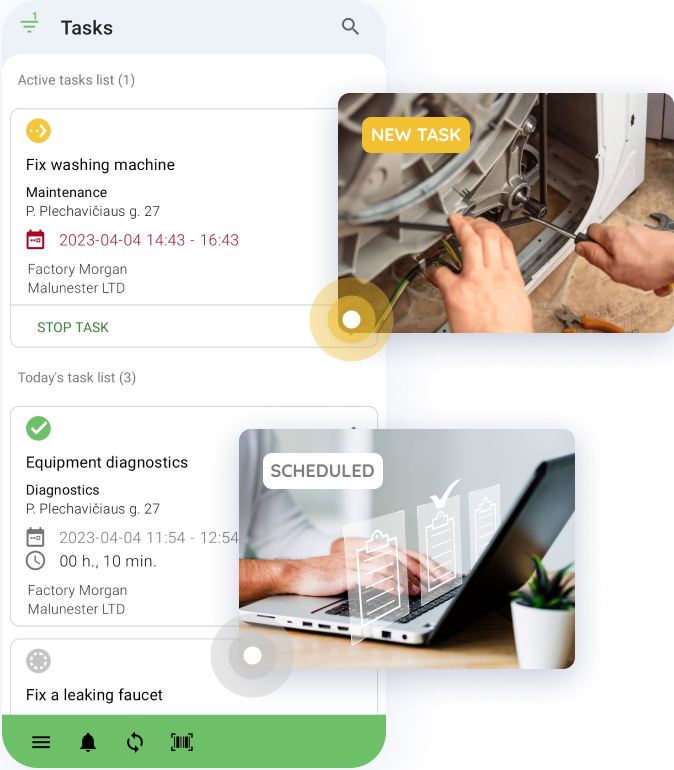 1
Tasks
Active tasks list (1)
Fix washing machine
Maintenance
P. Plechavičiaus g. 27
2023-04-04 14:43 - 16:43
Factory Morgan
Malunester LTD
STOP TASK
NEW TASK
Today's task list (3)
Equipment diagnostics
Diagnostics
P. Plechavičiaus g. 27
2023-04-04 11:54 - 12:54
00 h., 10 min.
Factory Morgan
Malunester LTD
SCHEDULED
Fix a leaking faucet